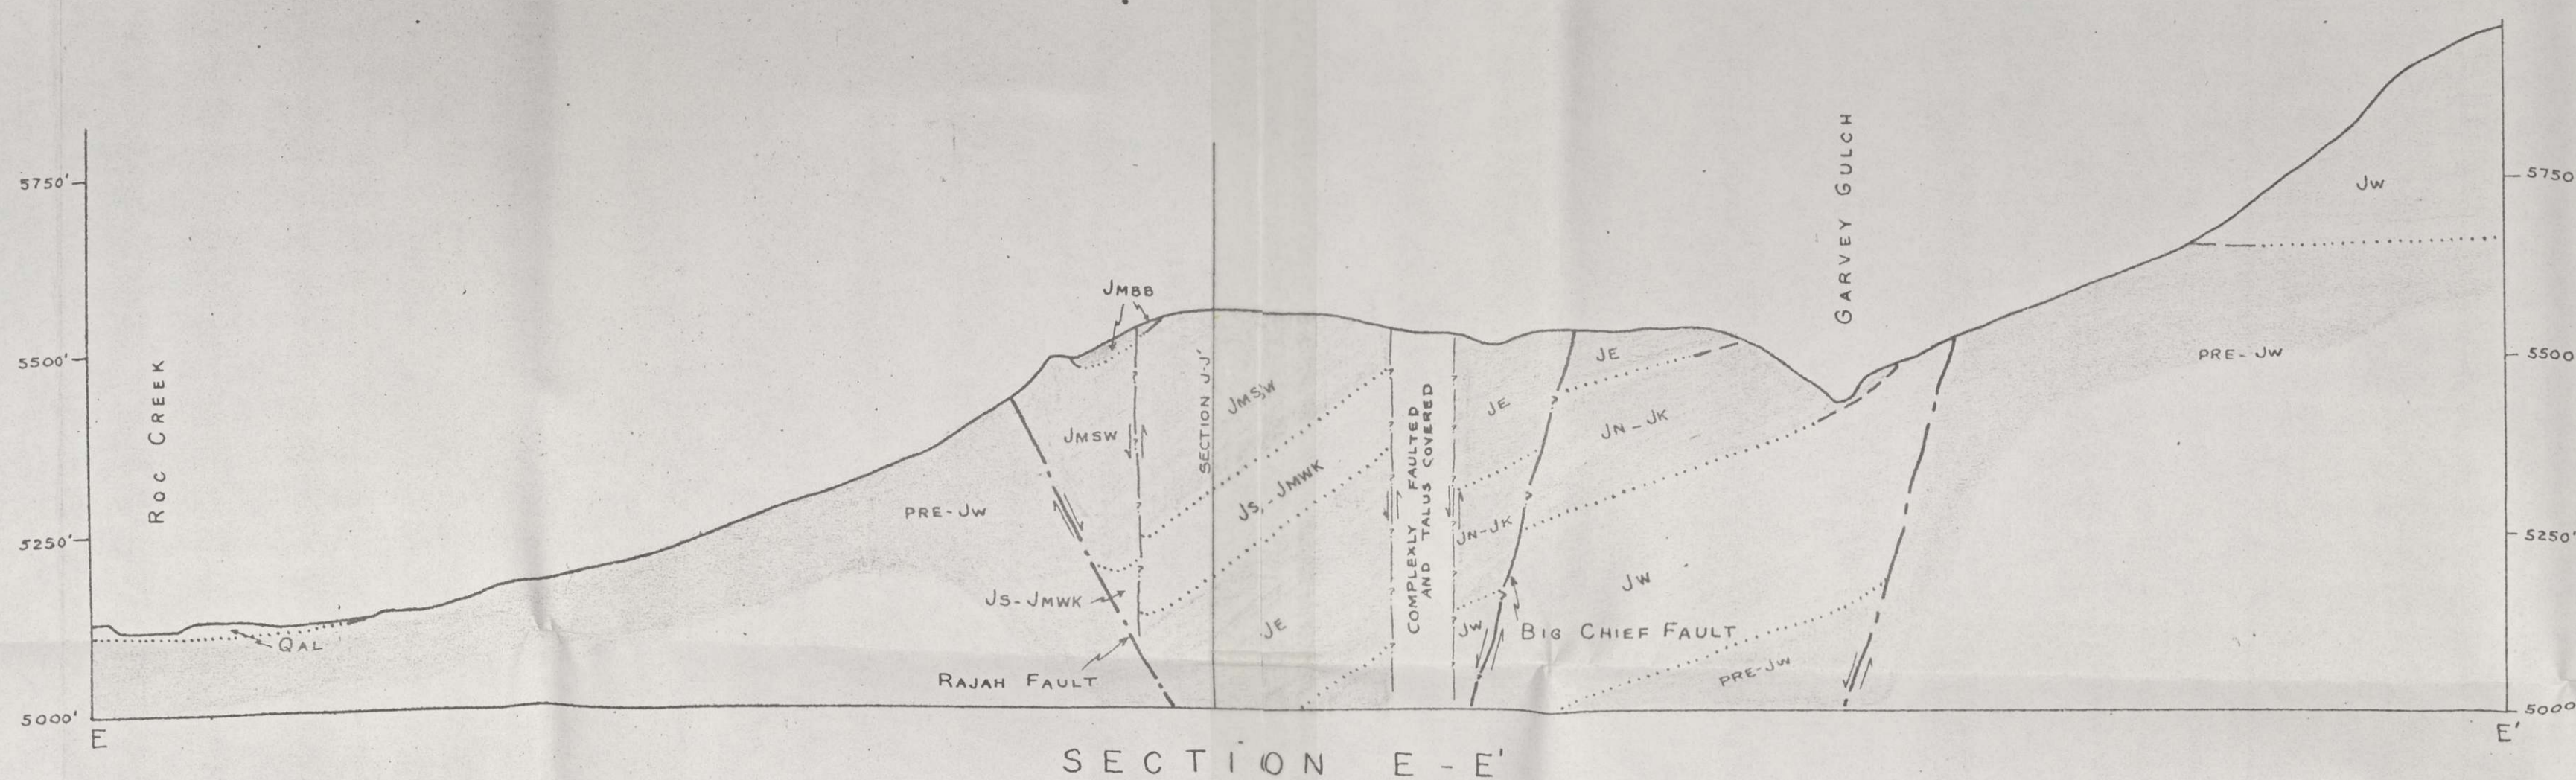 ROC CREEK
GARVEY GULCH
5750'
5750
JW
JMBB
5500'
5500
PRE-JW
JE
SECTION J-J'
JMSW
JE
JN-JK
JMSW
COMPLEXLY FAULTED
AND TALUS COVERED
JS-JMWK
PRE-JW
5250'
5250'
JN-JK
JW
JS-JMWK
JE
JW
BIG CHIEF FAULT
QAL
PRE-JW
RAJAH FAULT
5000'
5000
E
E'
SECTION E-E'